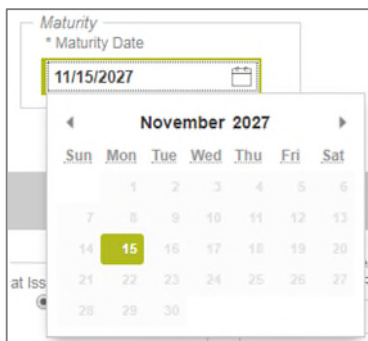 Maturity
* Maturity Date
11/15/2027
November 2027
Sun Mon Tue Wed Thu Fri Sat
1 2 3 4 5 6
7 8 9 10 11 12 13
14 15 16 17 18 19 20
21 22 23 24 25 26 27
at Iss
28 29 30